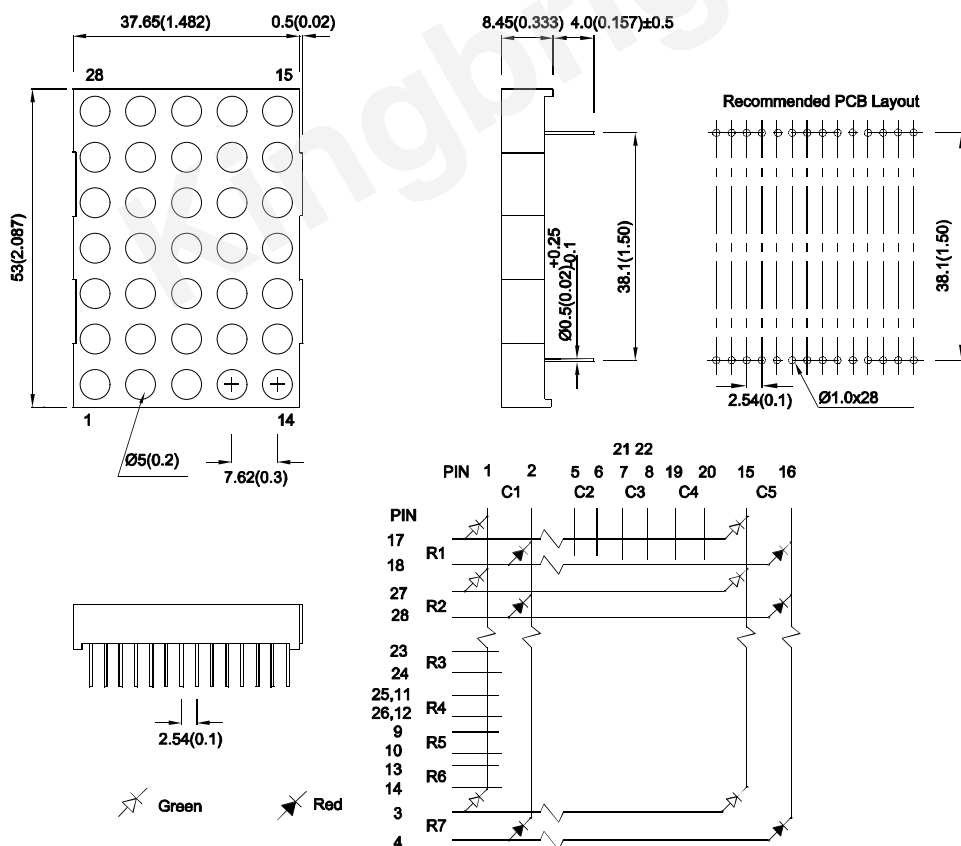 37.65(1.482)
0.5(0.02)
8.45(0.333)
4.0(0.157)±0.5
28
15
Kingbrig
Recommended PCB Layout
53(2.087)
Ø0.5(0.02)
+0.25
-0.1
38.1(1.50)
38.1(1.50)
1
14
Ø5(0.2)
7.62(0.3)
2.54(0.1)
Ø1.0x28
21 22
PIN 1 2 5 6 7 8 19 20 15 16
C1 C2 C3 C4 C5
PIN
17
R1
18
27
R2
28
23
R3
24
25,11
R4
26,12
9
R5
10
13
R6
14
3
R7
4
2.54(0.1)
Green
Red